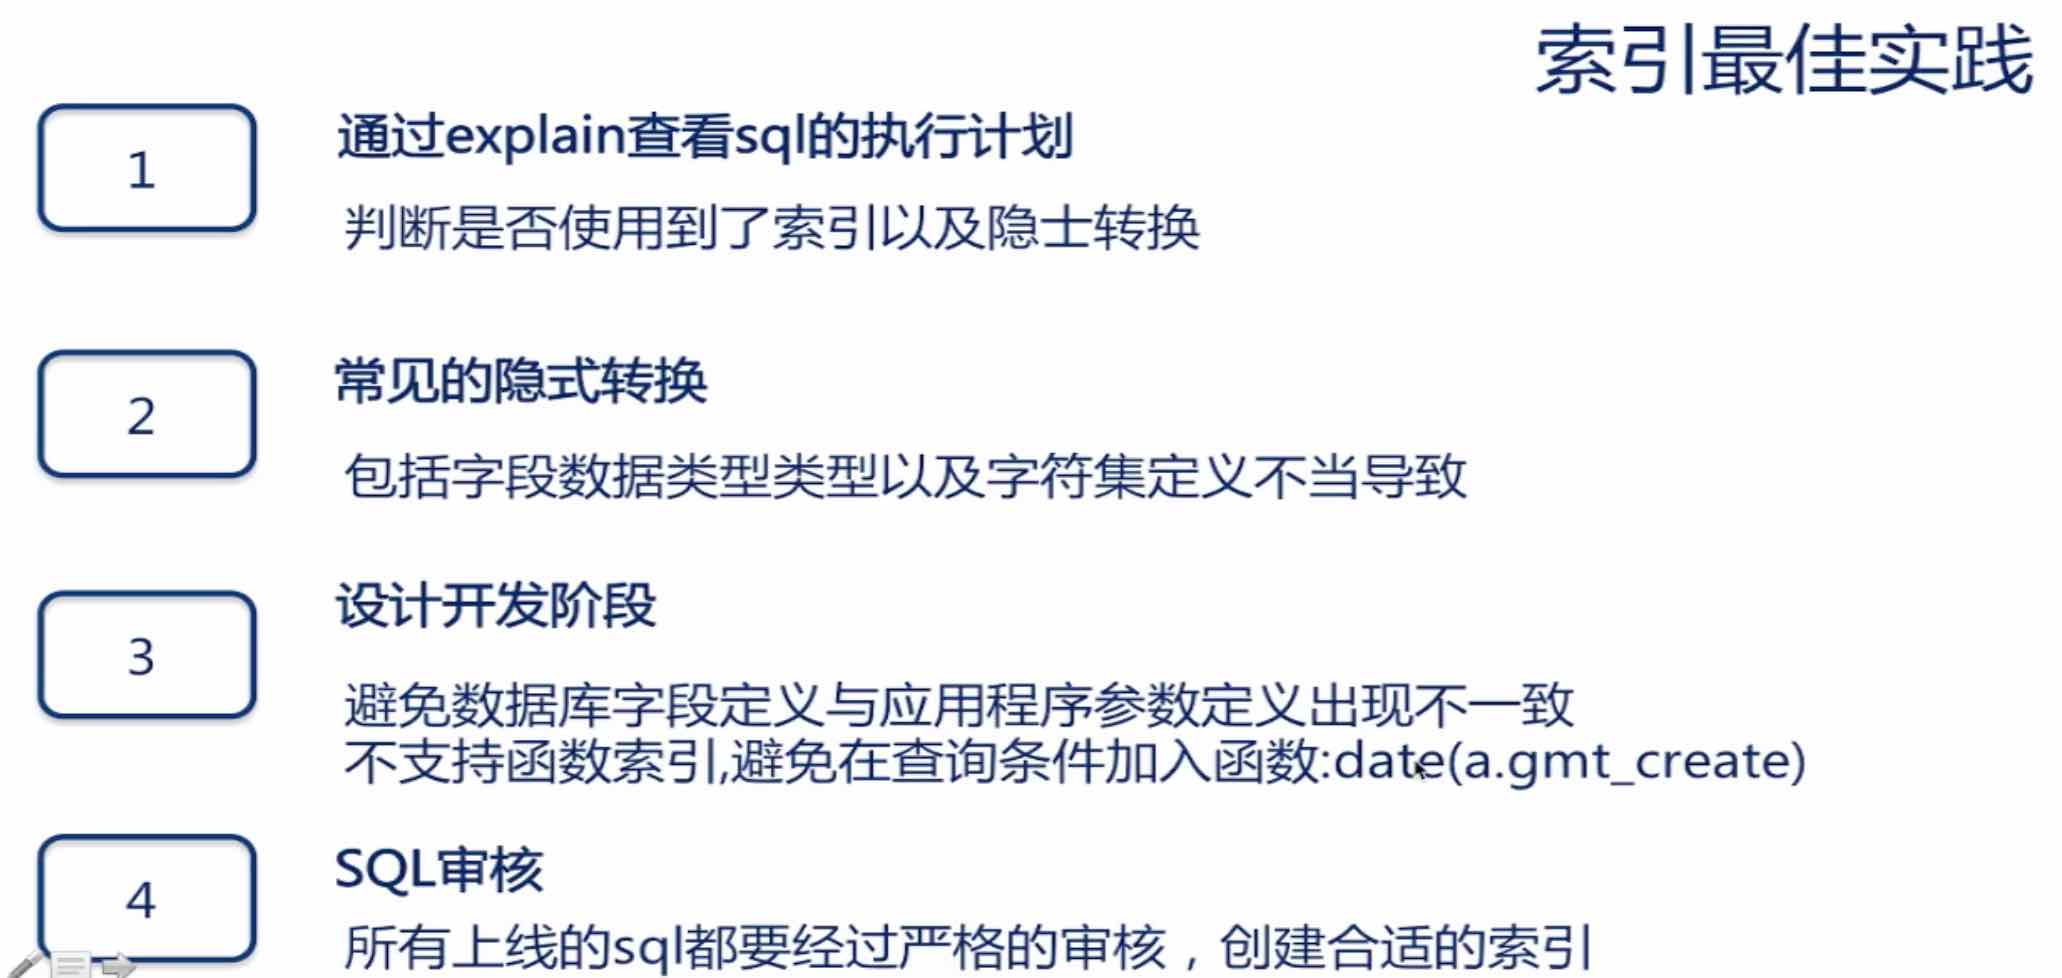 索引最佳实践
1
通过explain查看sql的执行计划
判断是否使用到了索引以及隐士转换
2
常见的隐式转换
包括字段数据类型类型以及字符集定义不当导致
3
设计开发阶段
避免数据库字段定义与应用程序参数定义出现不一致
不支持函数索引,避免在查询条件加入函数:date(a.gmt_create)
4
SQL审核
所有上线的sql都要经过严格的审核，创建合适的索引